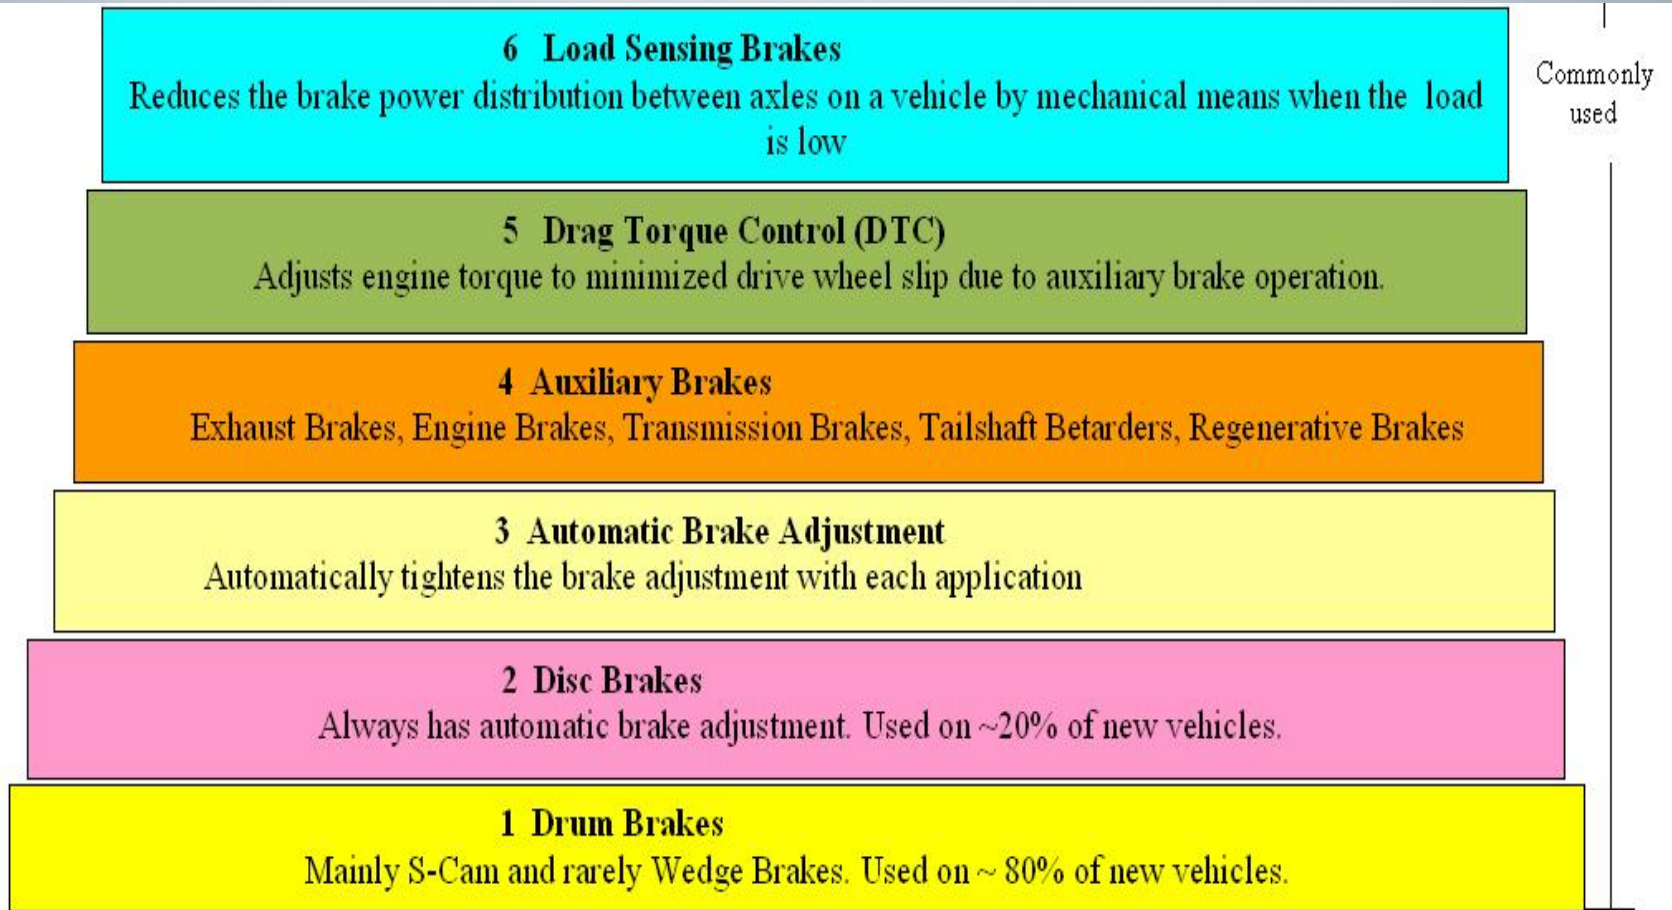 6 Load Sensing Brakes
Reduces the brake power distribution between axles on a vehicle by mechanical means when the load
is low
Commonly
used
5 Drag Torque Control (DTC)
Adjusts engine torque to minimized drive wheel slip due to auxiliary brake operation.
4 Auxiliary Brakes
Exhaust Brakes, Engine Brakes, Transmission Brakes, Tailshaft Betarders, Regenerative Brakes
3 Automatic Brake Adjustment
Automatically tightens the brake adjustment with each application
2 Disc Brakes
Always has automatic brake adjustment. Used on ~20% of new vehicles.
1 Drum Brakes
Mainly S-Cam and rarely Wedge Brakes. Used on ~ 80% of new vehicles.